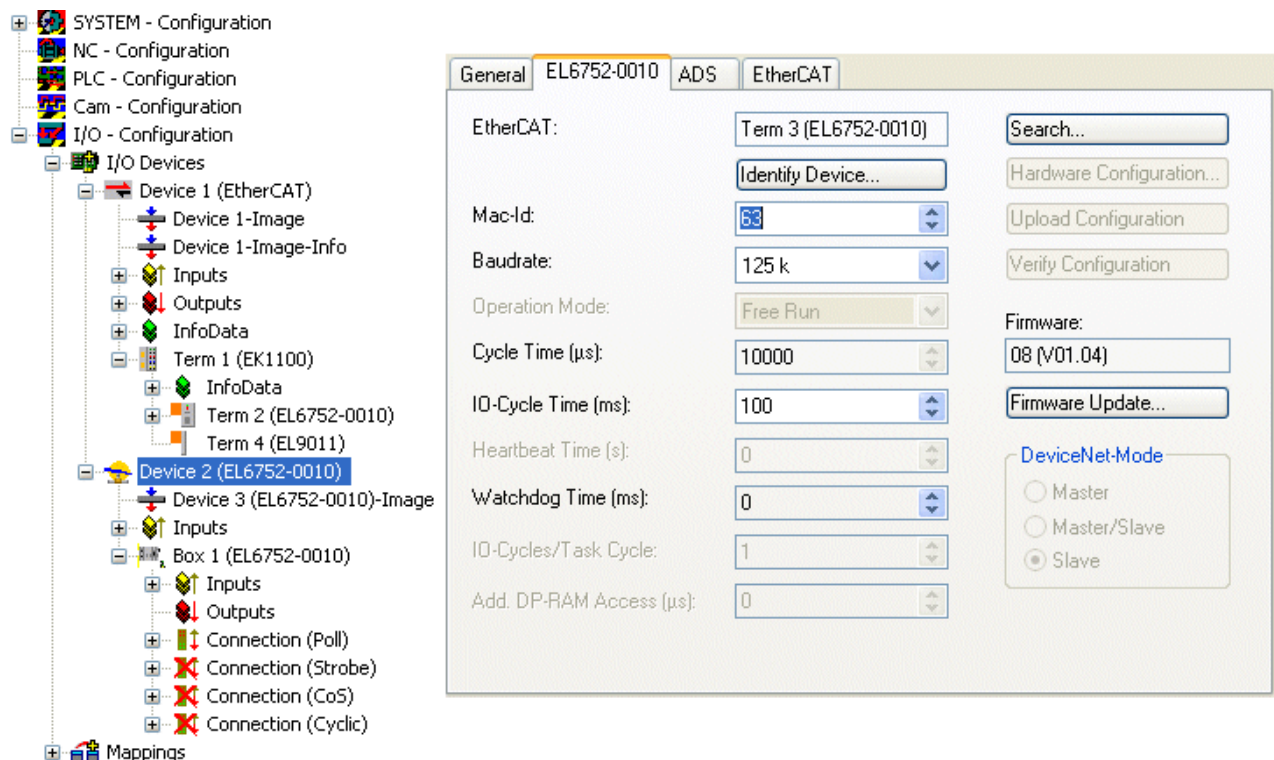 SYSTEM - Configuration
NC - Configuration
PLC - Configuration
Cam - Configuration
I/O - Configuration
I/O Devices
Device 1 (EtherCAT)
Device 1-Image
Device 1-Image-Info
Inputs
Outputs
InfoData
Term 1 (EK1100)
InfoData
Term 2 (EL6752-0010)
Term 4 (EL9011)
Device 2 (EL6752-0010)
Device 3 (EL6752-0010)-Image
Inputs
Box 1 (EL6752-0010)
Inputs
Outputs
Connection (Poll)
Connection (Strobe)
Connection (CoS)
Connection (Cyclic)
Mappings
General EL6752-0010 ADS EtherCAT
EtherCAT: Term 3 (EL6752-0010)
Identify Device...
Mac-Id: 63
Baudrate: 125 k
Operation Mode: Free Run
Cycle Time (µs): 10000
IO-Cycle Time (ms): 100
Heartbeat Time (s): 0
Watchdog Time (ms): 0
IO-Cycles/Task Cycle: 1
Add. DP-RAM Access (µs): 0
Search...
Hardware Configuration...
Upload Configuration
Verify Configuration
Firmware:
08 (V01.04)
Firmware Update...
DeviceNet-Mode
Master
Master/Slave
Slave